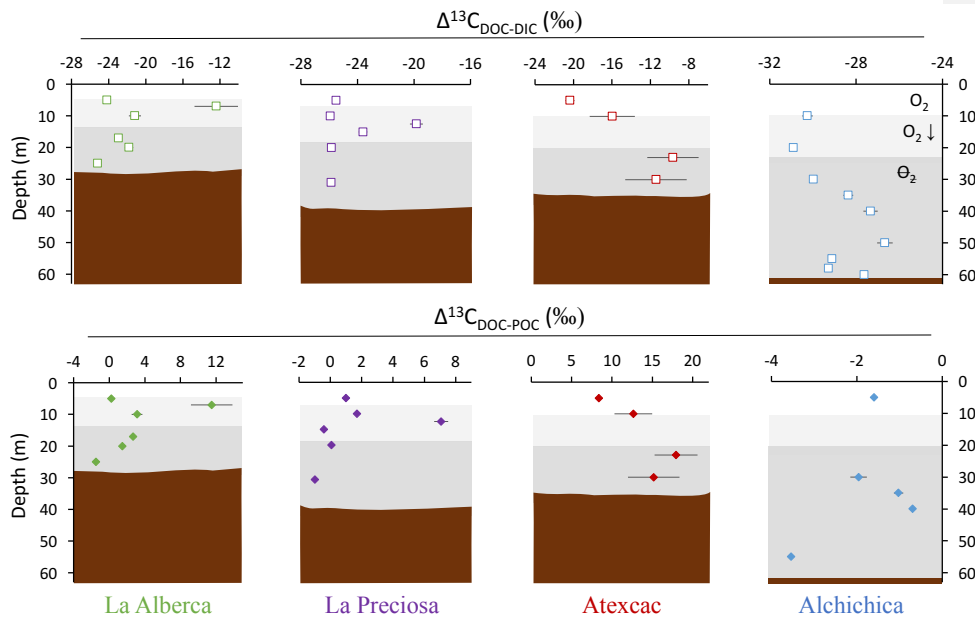 Δ¹³C_DOC-DIC (‰)
-28 -24 -20 -16 -12
-28 -24 -20 -16
-24 -20 -16 -12 -8
-32 -28 -24
0
10
20
30
40
50
60
Depth (m)
0
10
20
30
40
50
60
O₂
O₂ ↓
O₂
Δ¹³C_DOC-POC (‰)
-4 0 4 8 12
-2 0 2 4 6 8
0 5 10 15 20
-4 -2 0
0
10
20
30
40
50
60
Depth (m)
0
10
20
30
40
50
60
La Alberca
La Preciosa
Atexcac
Alchichica